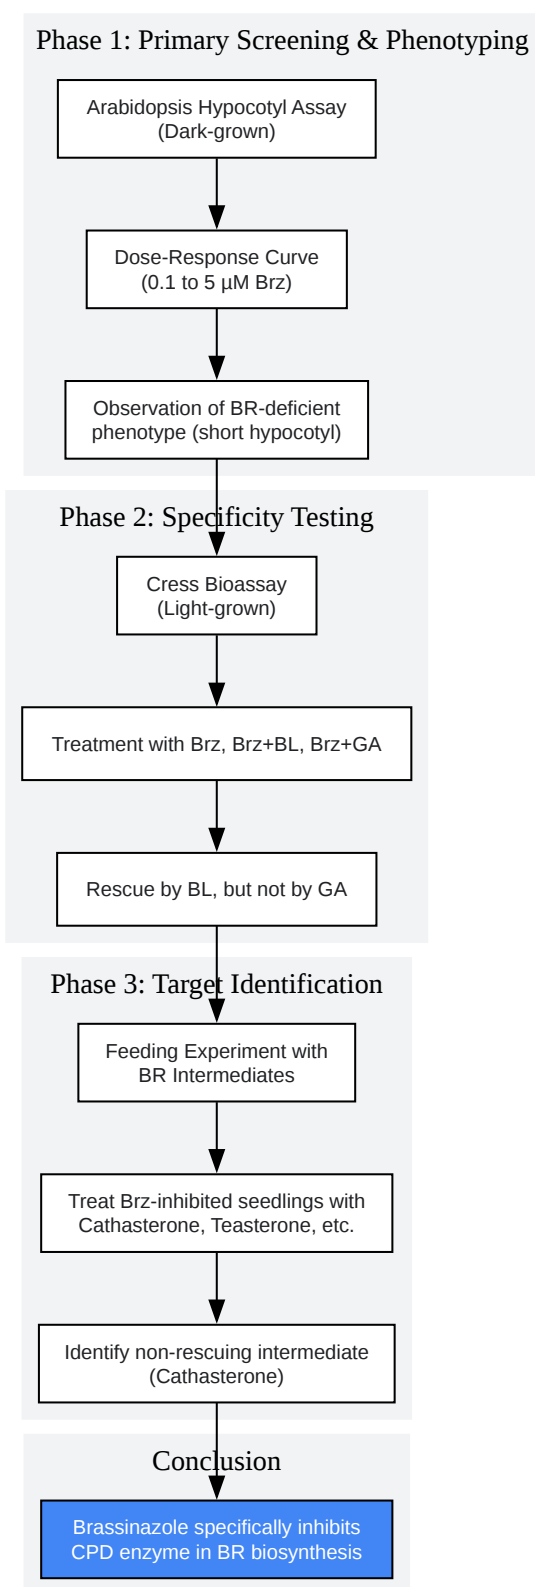 Phase 1: Primary Screening & Phenotyping
Arabidopsis Hypocotyl Assay
(Dark-grown)
Dose-Response Curve
(0.1 to 5 µM Brz)
Observation of BR-deficient
phenotype (short hypocotyl)
Phase 2: Specificity Testing
Cress Bioassay
(Light-grown)
Treatment with Brz, Brz+BL, Brz+GA
Rescue by BL, but not by GA
Phase 3: Target Identification
Feeding Experiment with
BR Intermediates
Treat Brz-inhibited seedlings with
Cathasterone, Teasterone, etc.
Identify non-rescuing intermediate
(Cathasterone)
Conclusion
Brassinazole specifically inhibits
CPD enzyme in BR biosynthesis